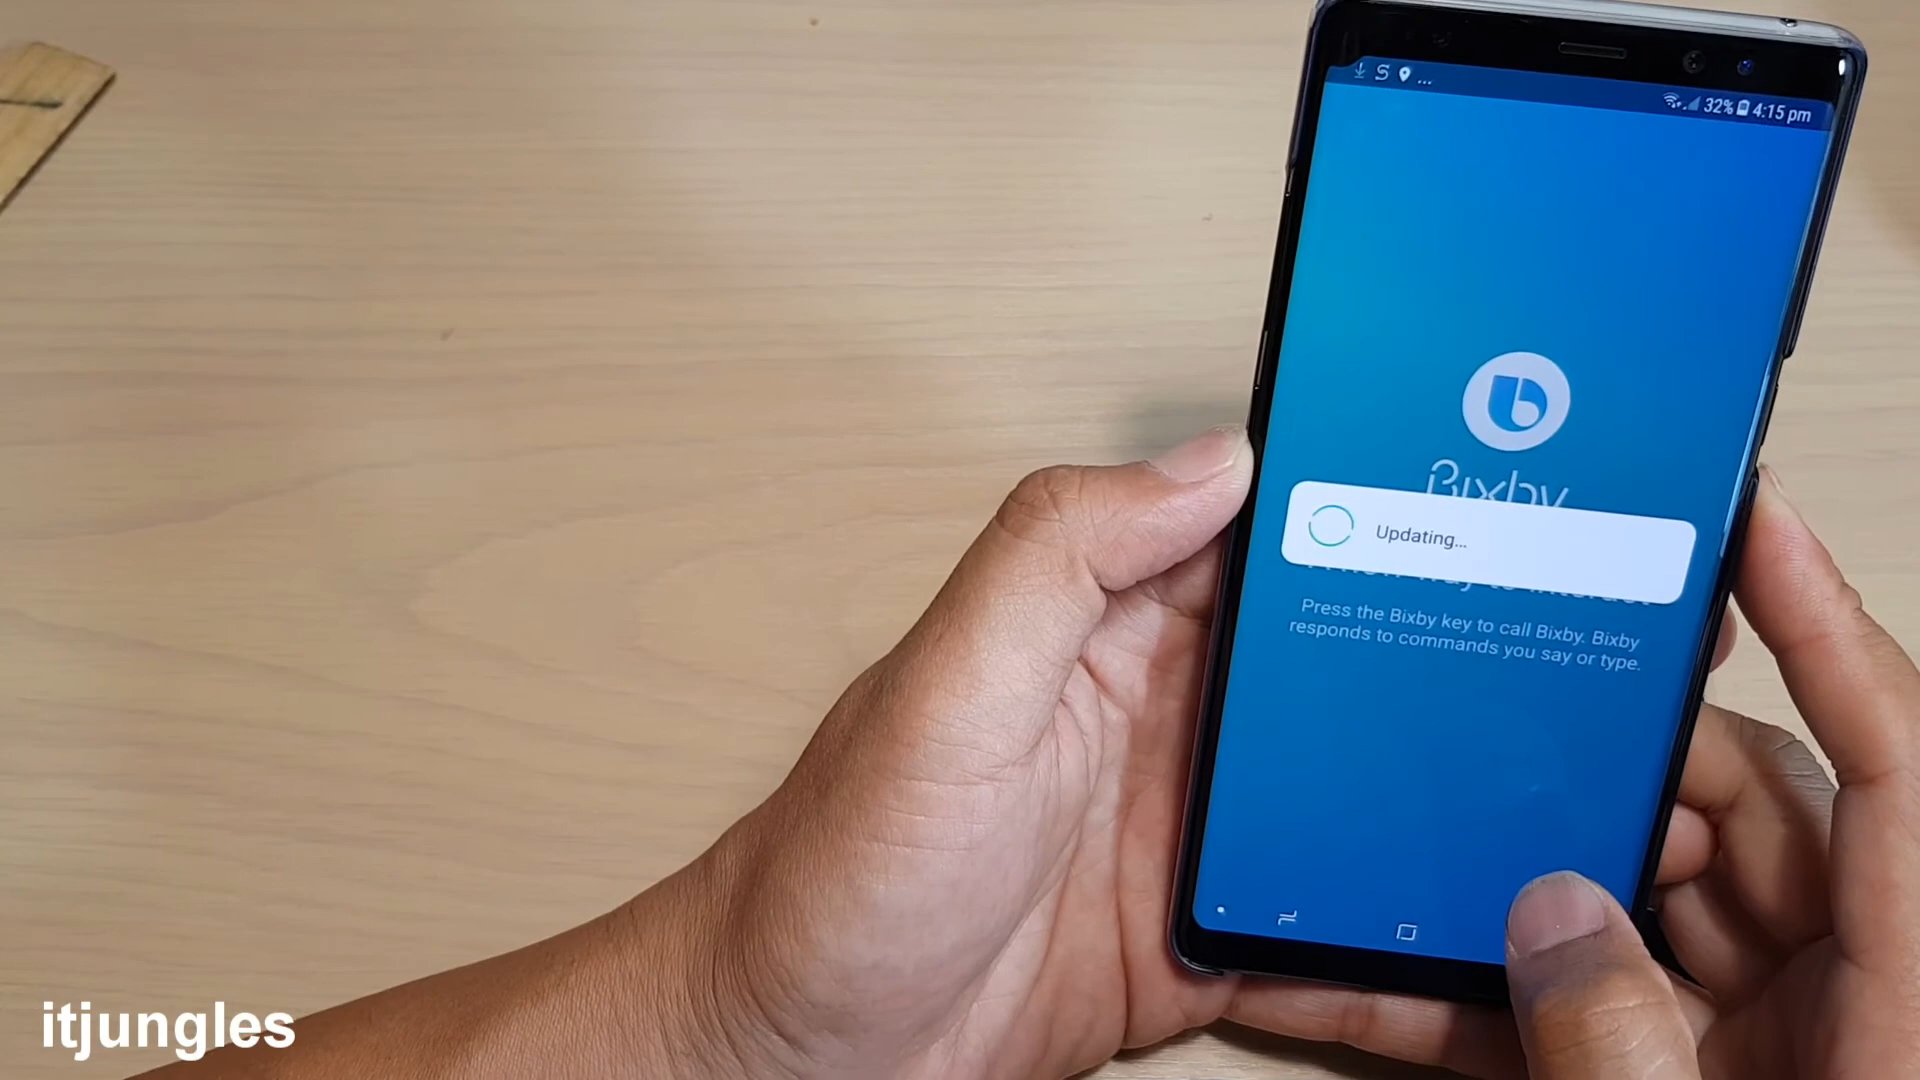 32% 4:15 pm
Bixby
Updating...
Press the Bixby key to call Bixby. Bixby
responds to commands you say or type.
itjungles